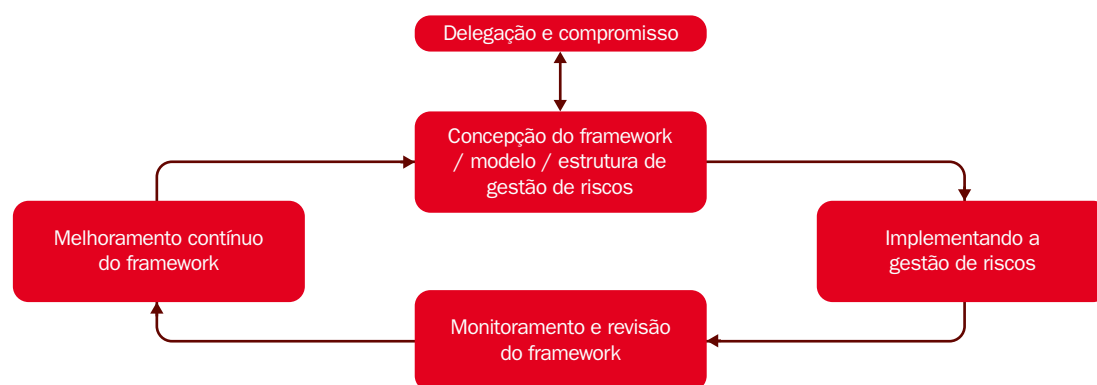 Delegação e compromisso
Concepção do framework
/ modelo / estrutura de
gestão de riscos
Melhoramento contínuo
do framework
Implementando a
gestão de riscos
Monitoramento e revisão
do framework